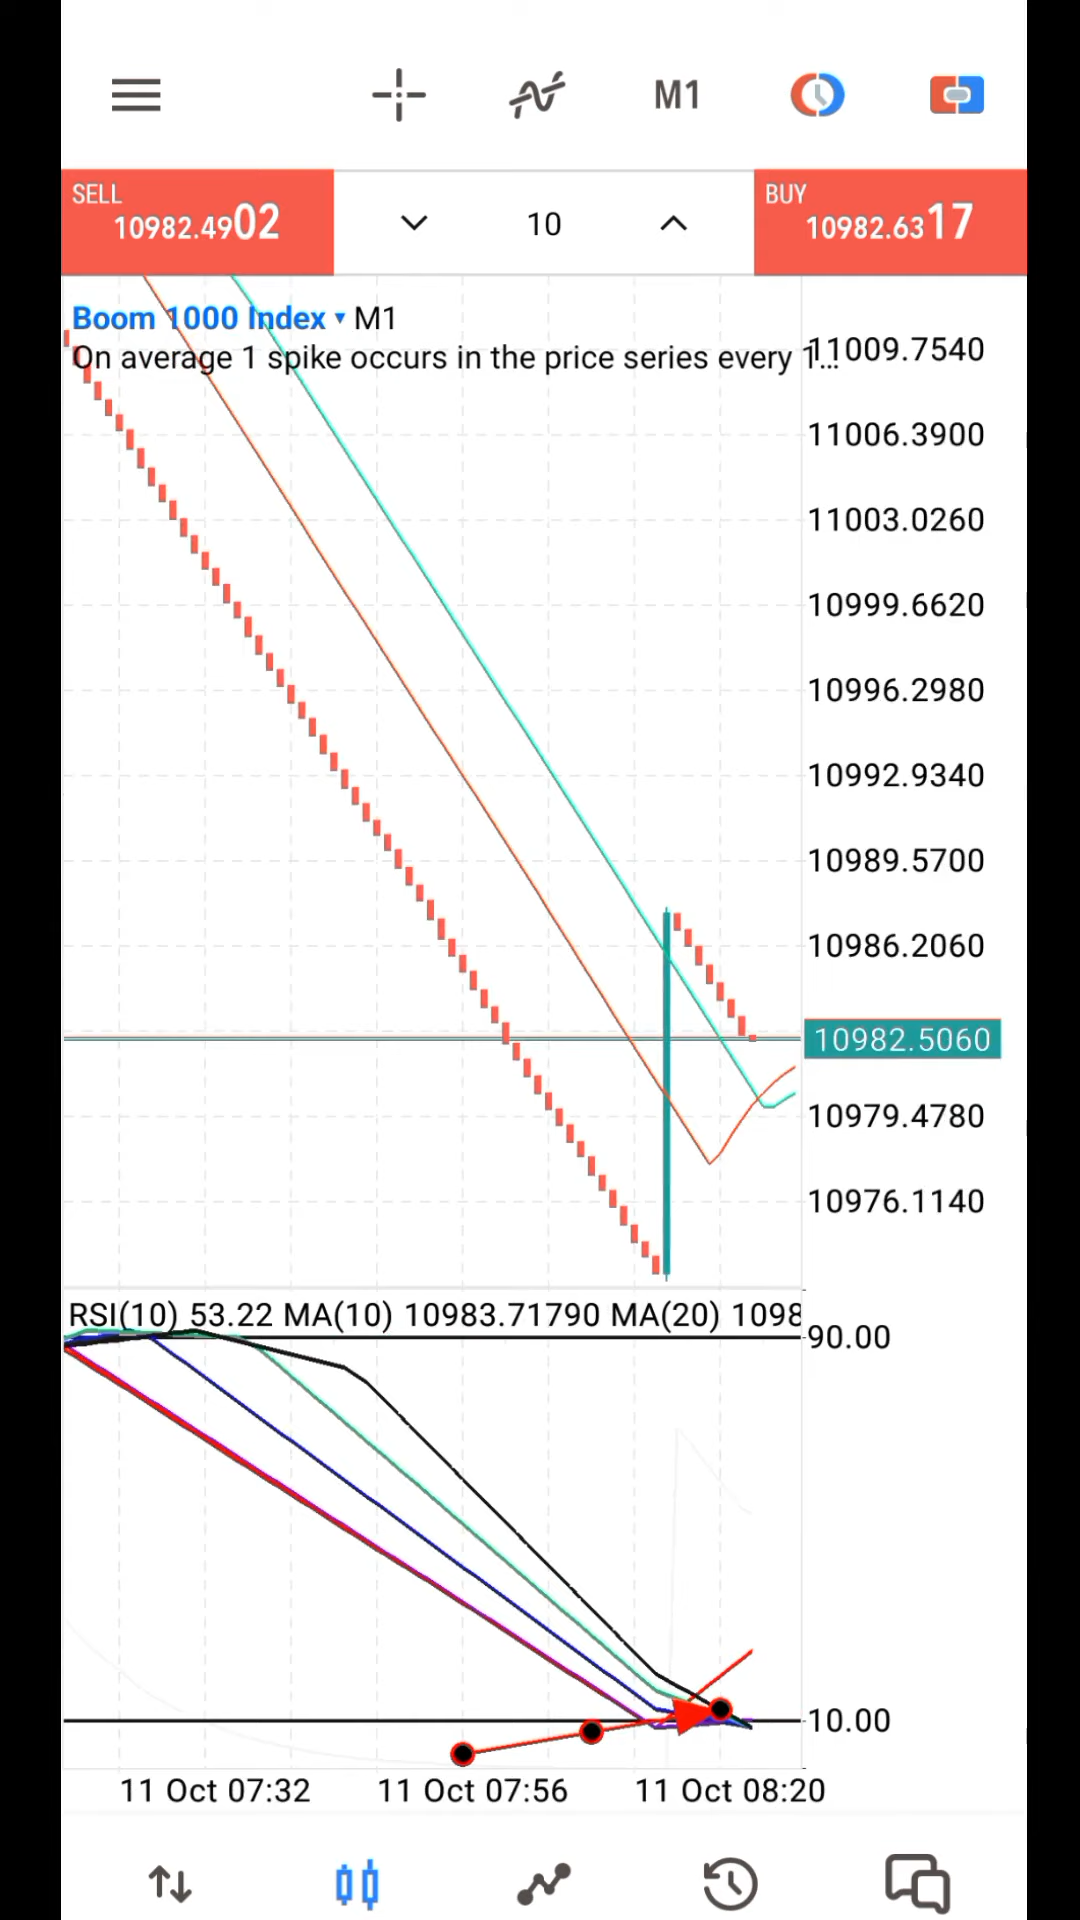 M1
SELL
10982.4902
10
BUY
10982.6317
Boom 1000 Index ▾ M1
On average 1 spike occurs in the price series every 1...
11009.7540
11006.3900
11003.0260
10999.6620
10996.2980
10992.9340
10989.5700
10986.2060
10982.5060
10979.4780
10976.1140
RSI(10) 53.22 MA(10) 10983.71790 MA(20) 1098
90.00
10.00
11 Oct 07:32
11 Oct 07:56
11 Oct 08:20